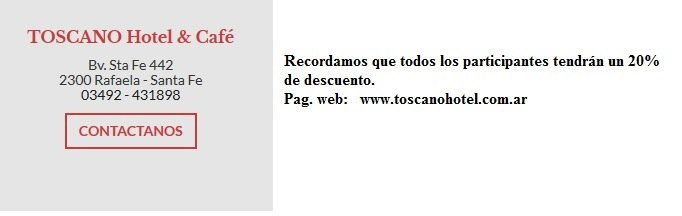 TOSCANO Hotel & Café
Bv. Sta Fe 442
2300 Rafaela - Santa Fe
03492 - 431898
CONTACTANOS
Recordamos que todos los participantes tendrán un 20%
de descuento.
Pag. web: www.toscanohotel.com.ar